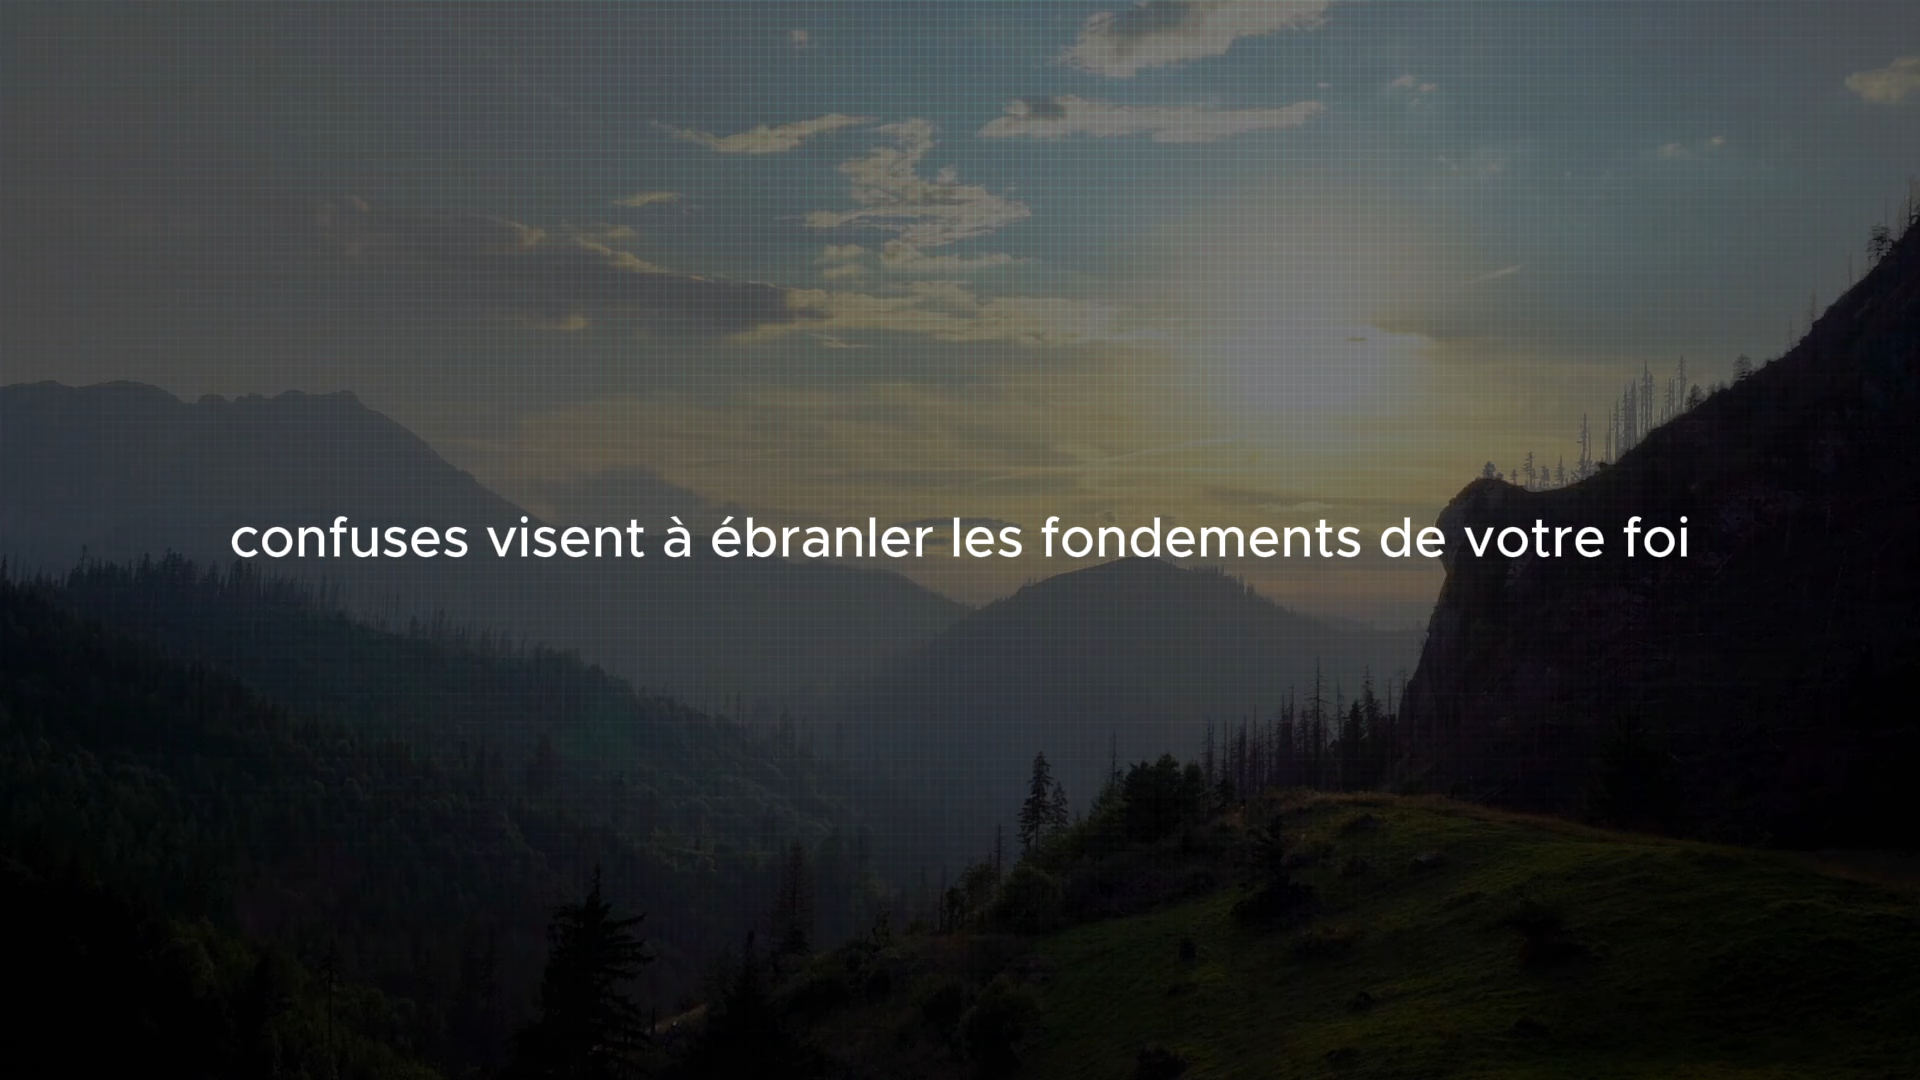 confuses visent à ébranler les fondements de votre foi